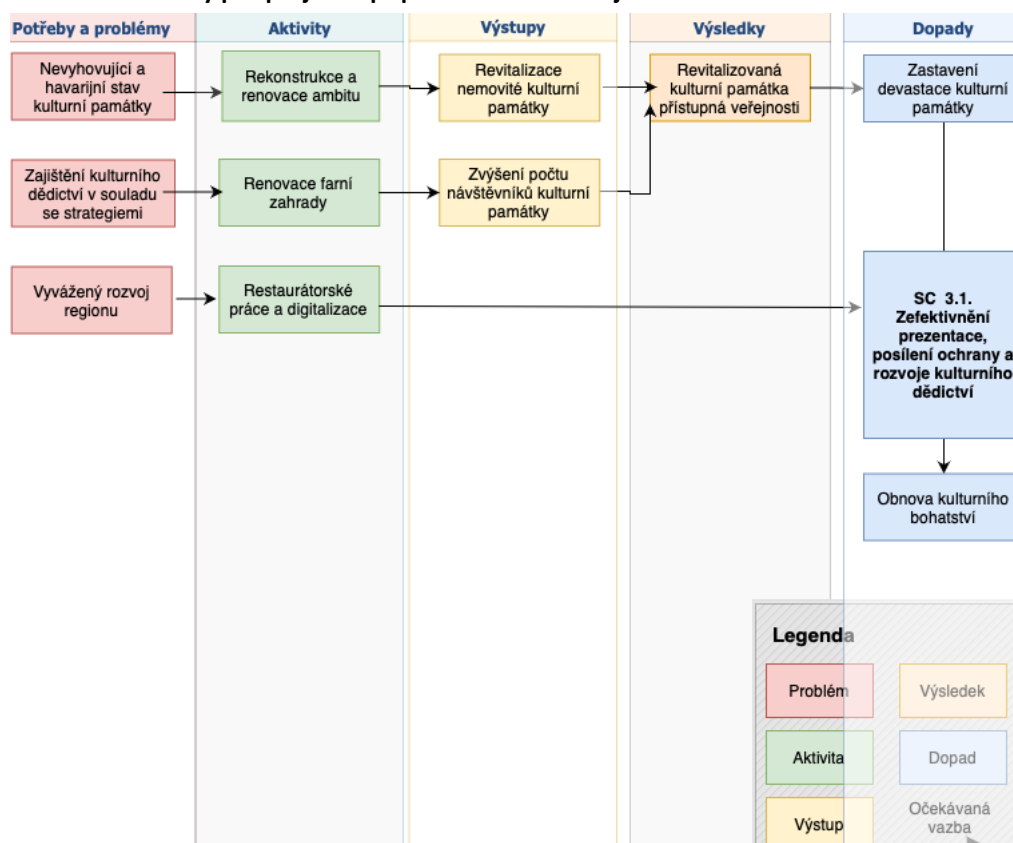 Potřeby a problémy
Aktivity
Výstupy
Výsledky
Dopady
Nevyhovující a
havarijní stav
kulturní památky
Rekonstrukce a
renovace ambitu
Revitalizace
nemovité kulturní
památky
Revitalizovaná
kulturní památka
přístupná veřejnosti
Zastavení
devastace kulturní
památky
Zajištění kulturního
dědictví v souladu
se strategiemi
Renovace farní
zahrady
Zvýšení počtu
návštěvníků kulturní
památky
Vyvážený rozvoj
regionu
Restaurátorské
práce a digitalizace
SC 3.1.
Zefektivnění
prezentace,
posílení ochrany a
rozvoje kulturního
dědictví
Obnova kulturního
bohatství
Legenda
Problém
Výsledek
Aktivita
Dopad
Výstup
Očekávaná
vazba